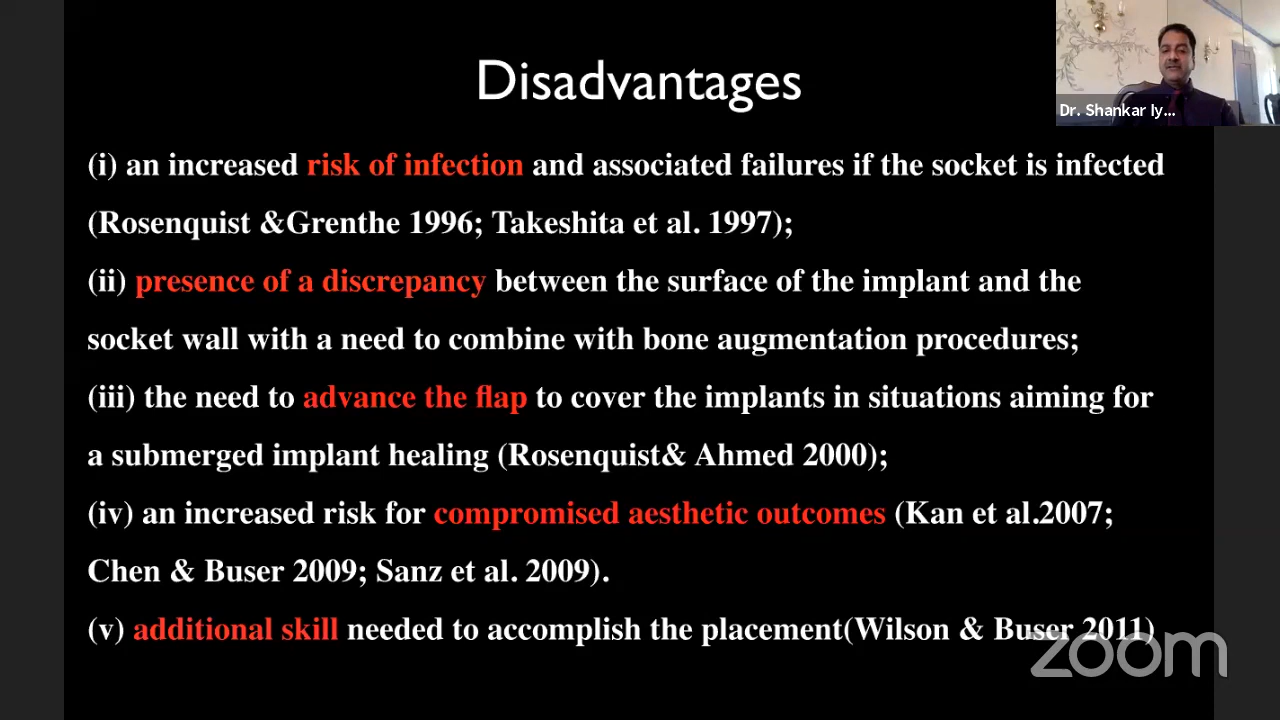 Disadvantages
Dr. Shankar Iy...
(i) an increased risk of infection and associated failures if the socket is infected
(Rosenquist &Grenthe 1996; Takeshita et al. 1997);
(ii) presence of a discrepancy between the surface of the implant and the
socket wall with a need to combine with bone augmentation procedures;
(iii) the need to advance the flap to cover the implants in situations aiming for
a submerged implant healing (Rosenquist& Ahmed 2000);
(iv) an increased risk for compromised aesthetic outcomes (Kan et al.2007;
Chen & Buser 2009; Sanz et al. 2009).
(v) additional skill needed to accomplish the placement(Wilson & Buser 2011)
zoom